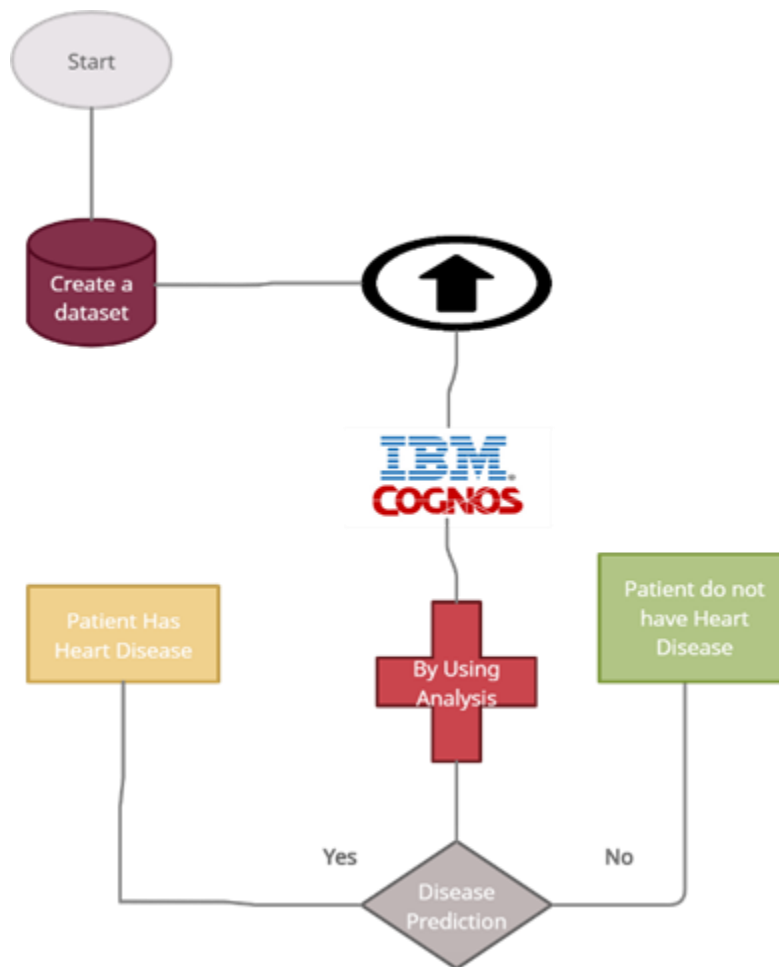 Start
Create a
dataset
IBM.
COGNOS
Patient Has
Heart Disease
By Using
Analysis
Patient do not
have Heart
Disease
Yes
No
Disease
Prediction